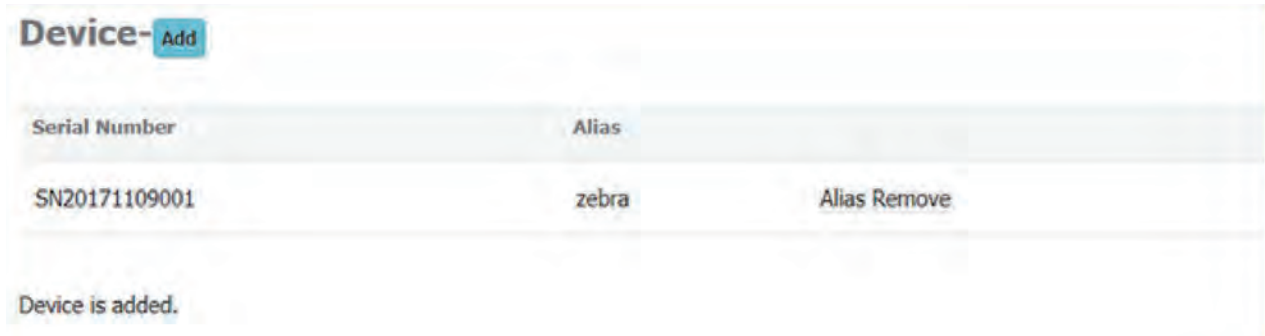 Device- Add
Serial Number Alias
SN20171109001 zebra Alias Remove
Device is added.